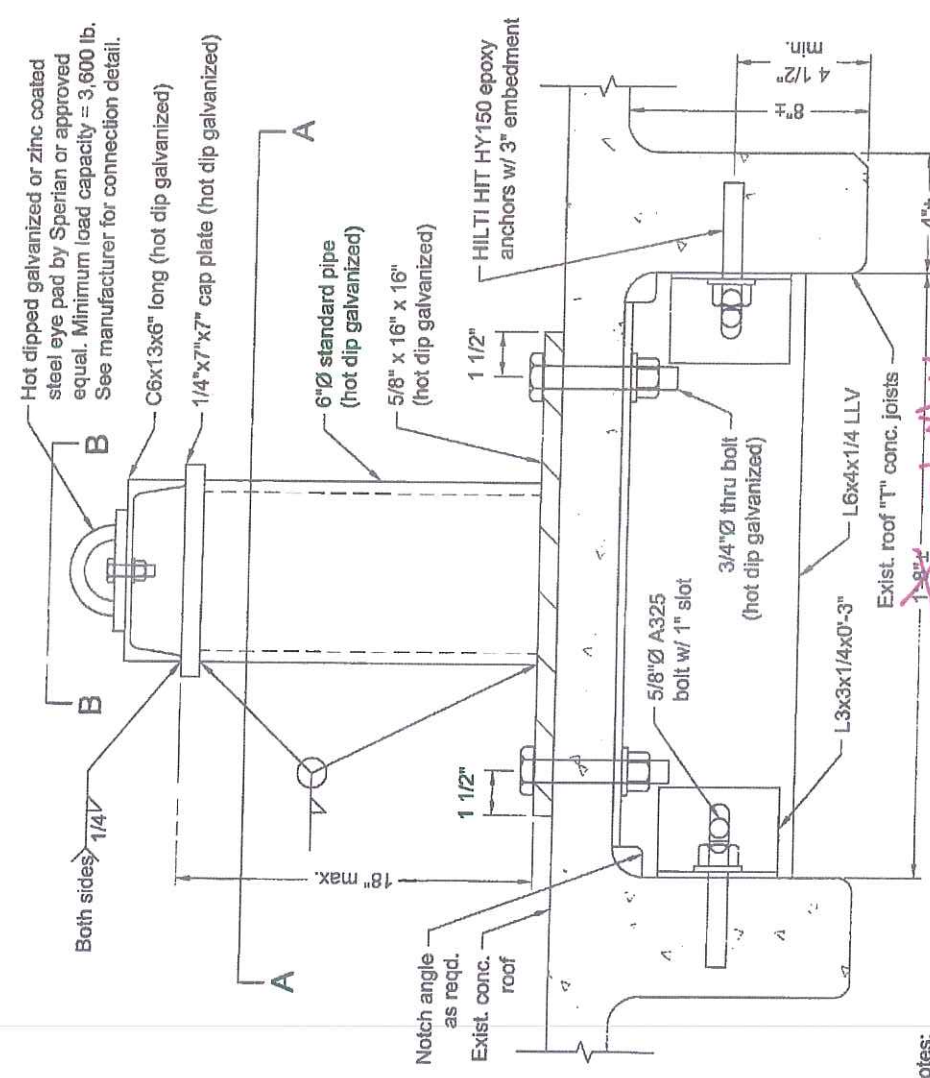 Hot dipped galvanized or zinc coated
steel eye pad by Sperian or approved
equal. Minimum load capacity = 3,600 lb.
See manufacturer for connection detail.
C6x13x6" long (hot dip galvanized)
1/4"x7"x7" cap plate (hot dip galvanized)
B
B
A
A
Both sides
1/4
6"Ø standard pipe
(hot dip galvanized)
5/8" x 16" x 16"
(hot dip galvanized)
18" max.
1 1/2"
1 1/2"
HILTI HIT HY150 epoxy
anchors w/ 3" embedment
Notch angle
as reqd.
Exist. conc.
roof
5/8"Ø A325
bolt w/ 1" slot
3/4"Ø thru bolt
(hot dip galvanized)
8"±
4 1/2"
min.
L6x4x1/4 LLV
L3x3x1/4x0'-3"
Exist. roof "T" conc. joists
4"±
otes: